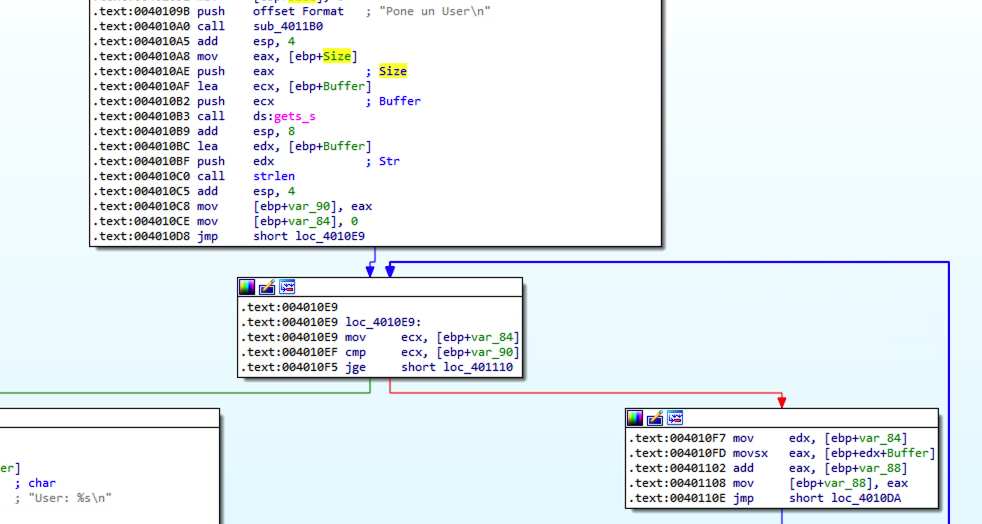 .text:0040109B push offset Format ; "Pone un User\n"
.text:004010A0 call sub_4011B0
.text:004010A5 add esp, 4
.text:004010A8 mov eax, [ebp+Size]
.text:004010AE push eax ; Size
.text:004010AF lea ecx, [ebp+Buffer]
.text:004010B2 push ecx ; Buffer
.text:004010B3 call ds:gets_s
.text:004010B9 add esp, 8
.text:004010BC lea edx, [ebp+Buffer]
.text:004010BF push edx ; Str
.text:004010C0 call strlen
.text:004010C5 add esp, 4
.text:004010C8 mov [ebp+var_90], eax
.text:004010CE mov [ebp+var_84], 0
.text:004010D8 jmp short loc_4010E9
.text:004010E9
.text:004010E9 loc_4010E9:
.text:004010E9 mov ecx, [ebp+var_84]
.text:004010EF cmp ecx, [ebp+var_90]
.text:004010F5 jge short loc_401110
er]
; char
; "User: %s\n"
.text:004010F7 mov edx, [ebp+var_84]
.text:004010FD movsx eax, [ebp+edx+Buffer]
.text:00401102 add eax, [ebp+var_88]
.text:00401108 mov [ebp+var_88], eax
.text:0040110E jmp short loc_4010DA